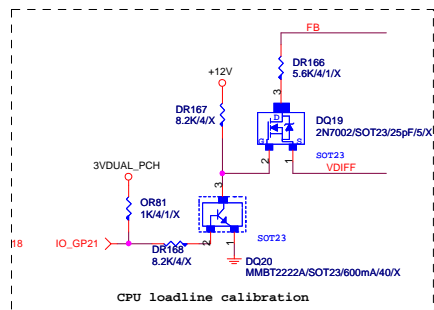 FB
DR166
5.6K/4/1/X
+12V
3
D
DR167
8.2K/4/X
DQ19
2N7002/SOT23/25pF/5/X
G
S
2
1
SOT23
3VDUAL_PCH
VDIFF
3
OR81
1K/4/1/X
SOT23
18
IO_GP21
2
1
DR168
8.2K/4/X
DQ20
MMBT2222A/SOT23/600mA/40/X
CPU loadline calibration